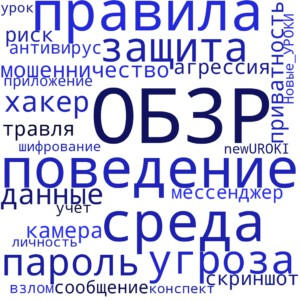 урок
правила
риск
антивирус
защита
мошенничество
агрессия
приложение
хакер
ОБЗР
приватность
Новые_УРОКИ
травля
шифрование
newUROKI
поведение
данные
мессенджер
учёт
среда
камера
личность
угроза
пароль
скриншот
взлом
сообщение
конспект